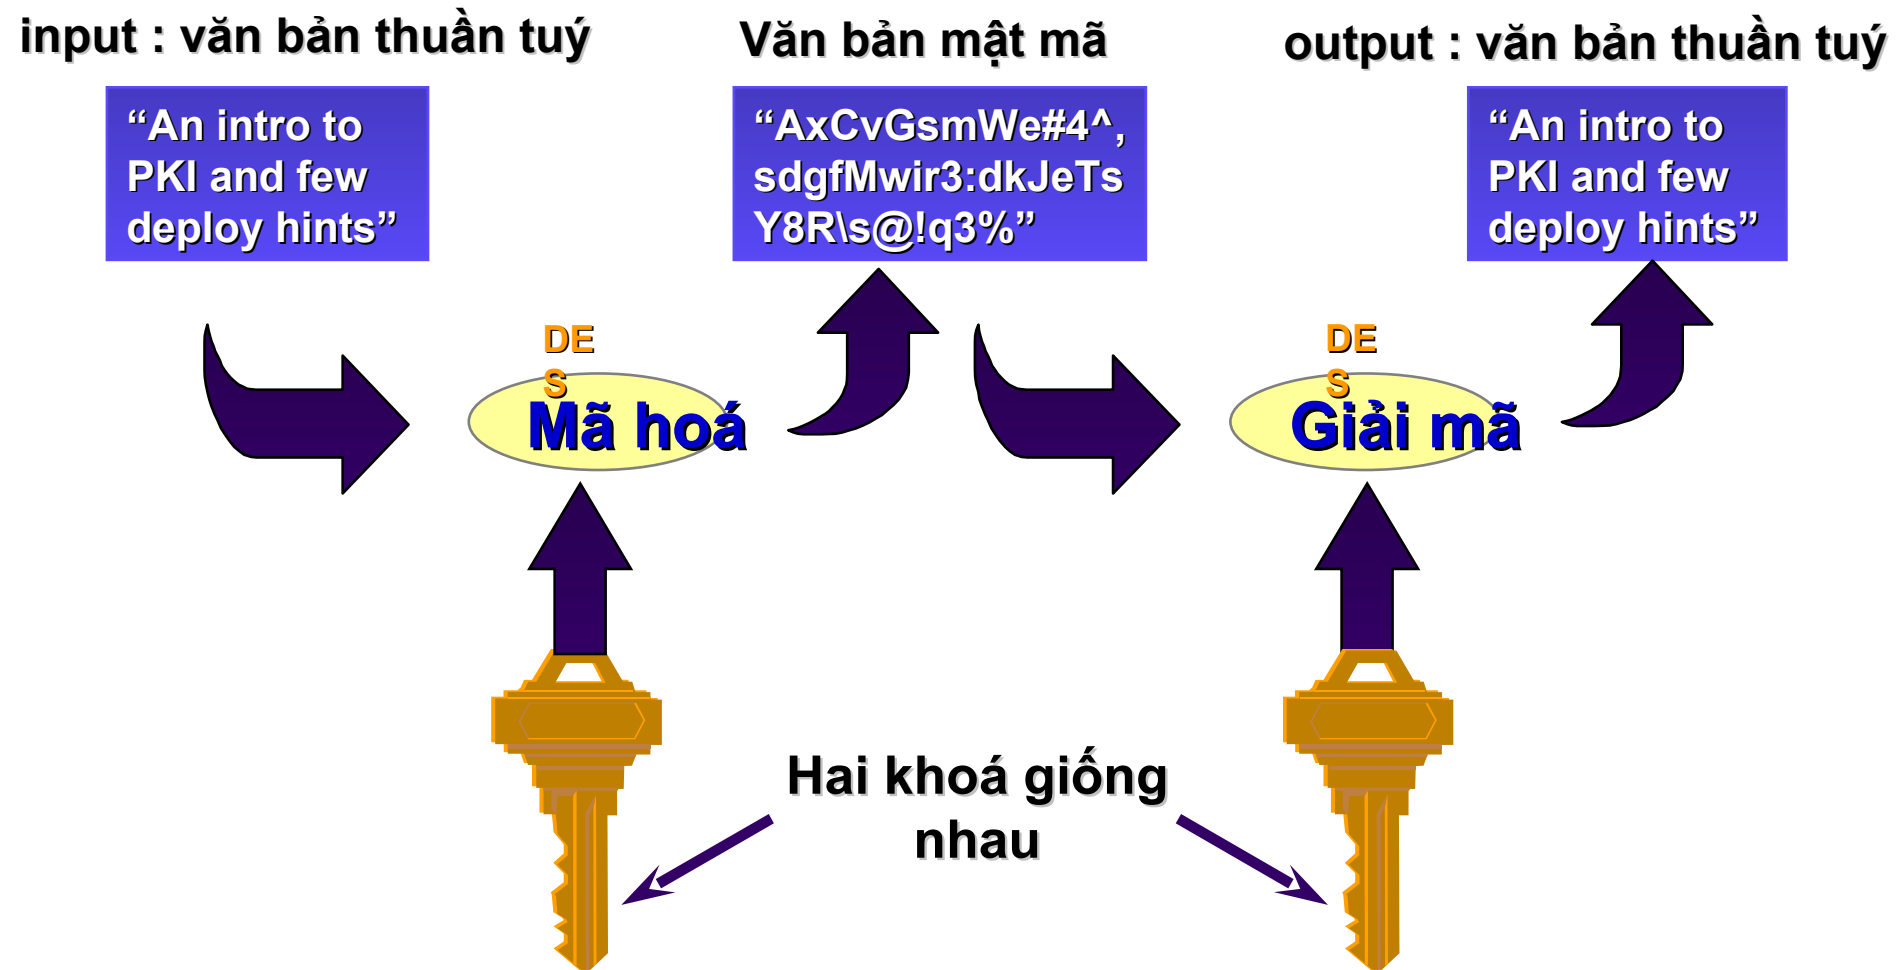 input : văn bản thuần tuý
Văn bản mật mã
output : văn bản thuần tuý
“An intro to
PKI and few
deploy hints”
“AxCvGsmWe#4^,
sdgfMwir3:dkJeTs
Y8R\s@!q3%”
“An intro to
PKI and few
deploy hints”
DE
S
Mã hoá
DE
S
Giải mã
Hai khoá giống
nhau